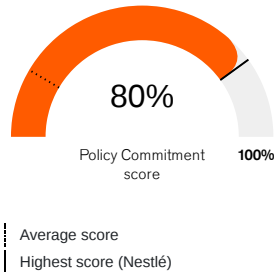 80%
Policy Commitment
score
100%
Average score
Highest score (Nestlé)